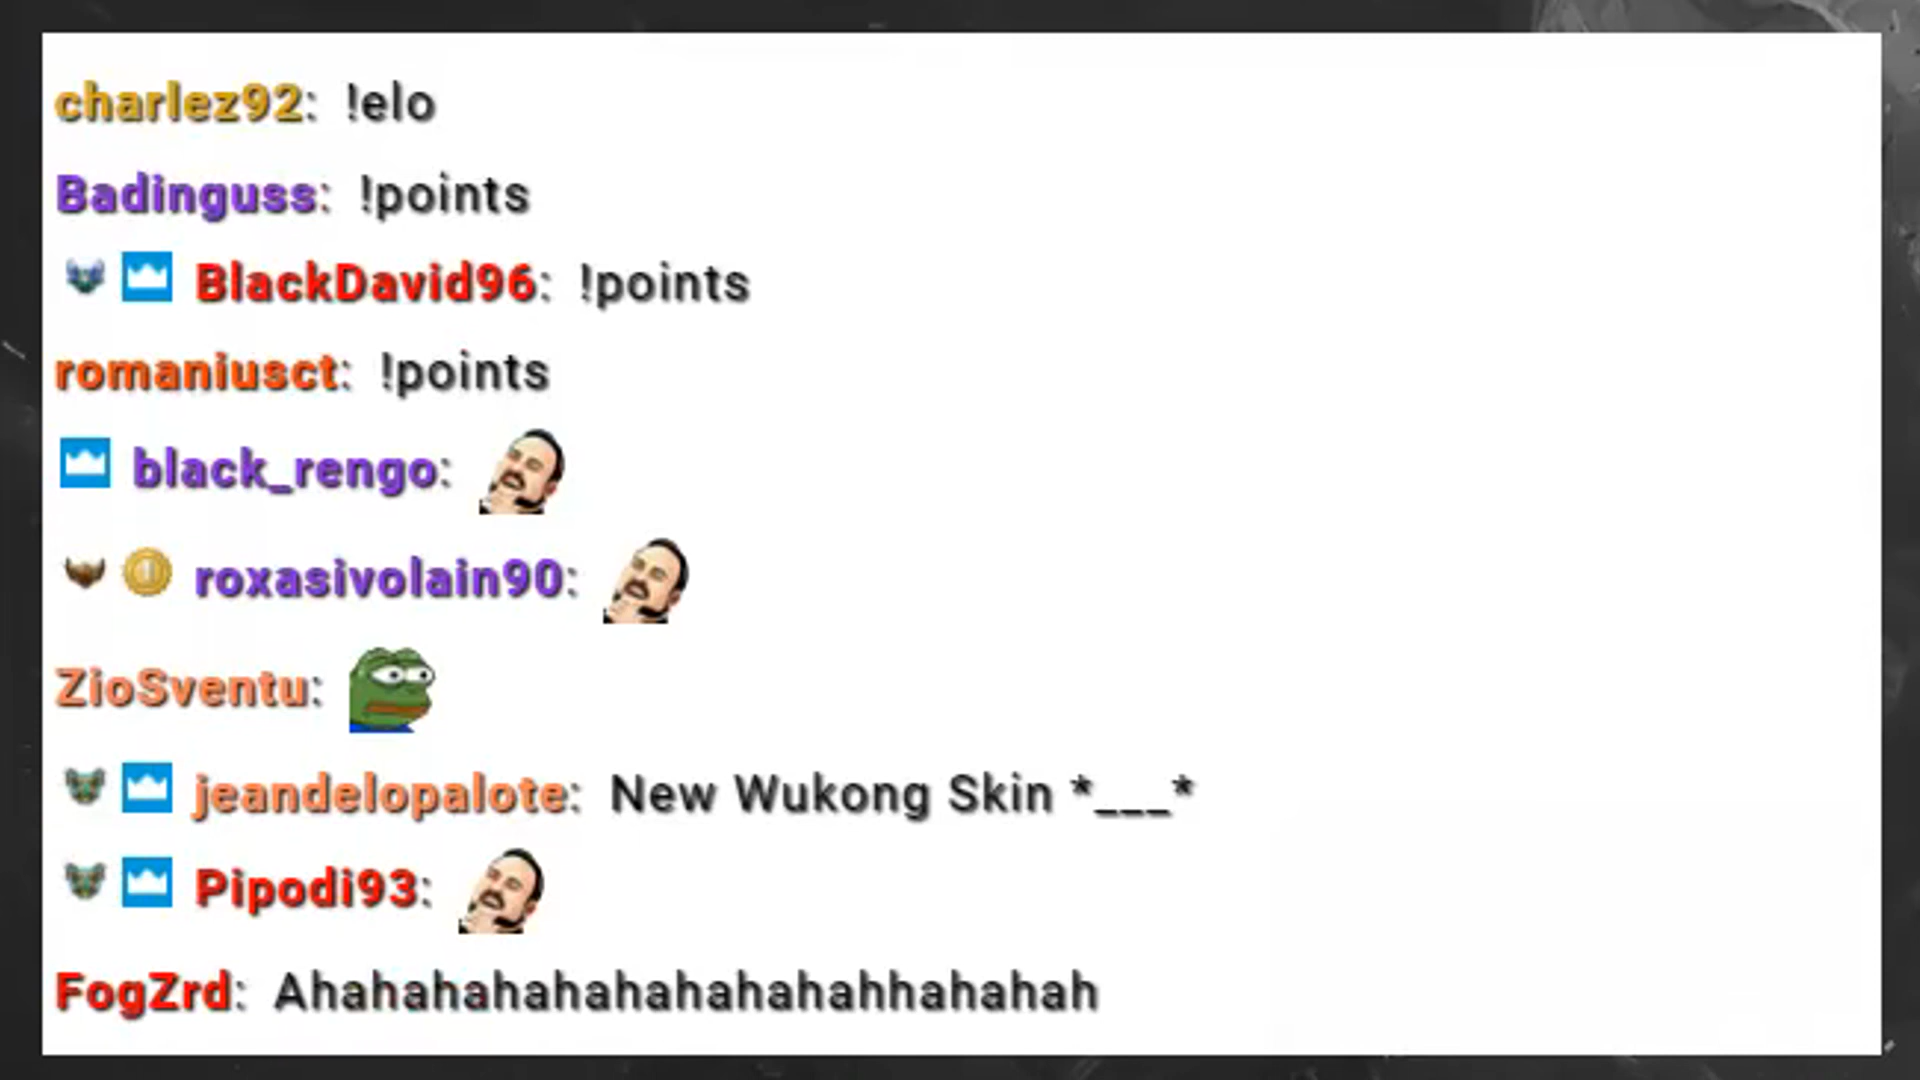 charlez92: !elo
Badinguss: !points
BlackDavid96: !points
romaniusct: !points
black_rengo:
roxasivolain90:
ZioSventu:
jeandelopalote: New Wukong Skin *___*
Pipodi93:
FogZrd: Ahahahahahahahahahahhahahah